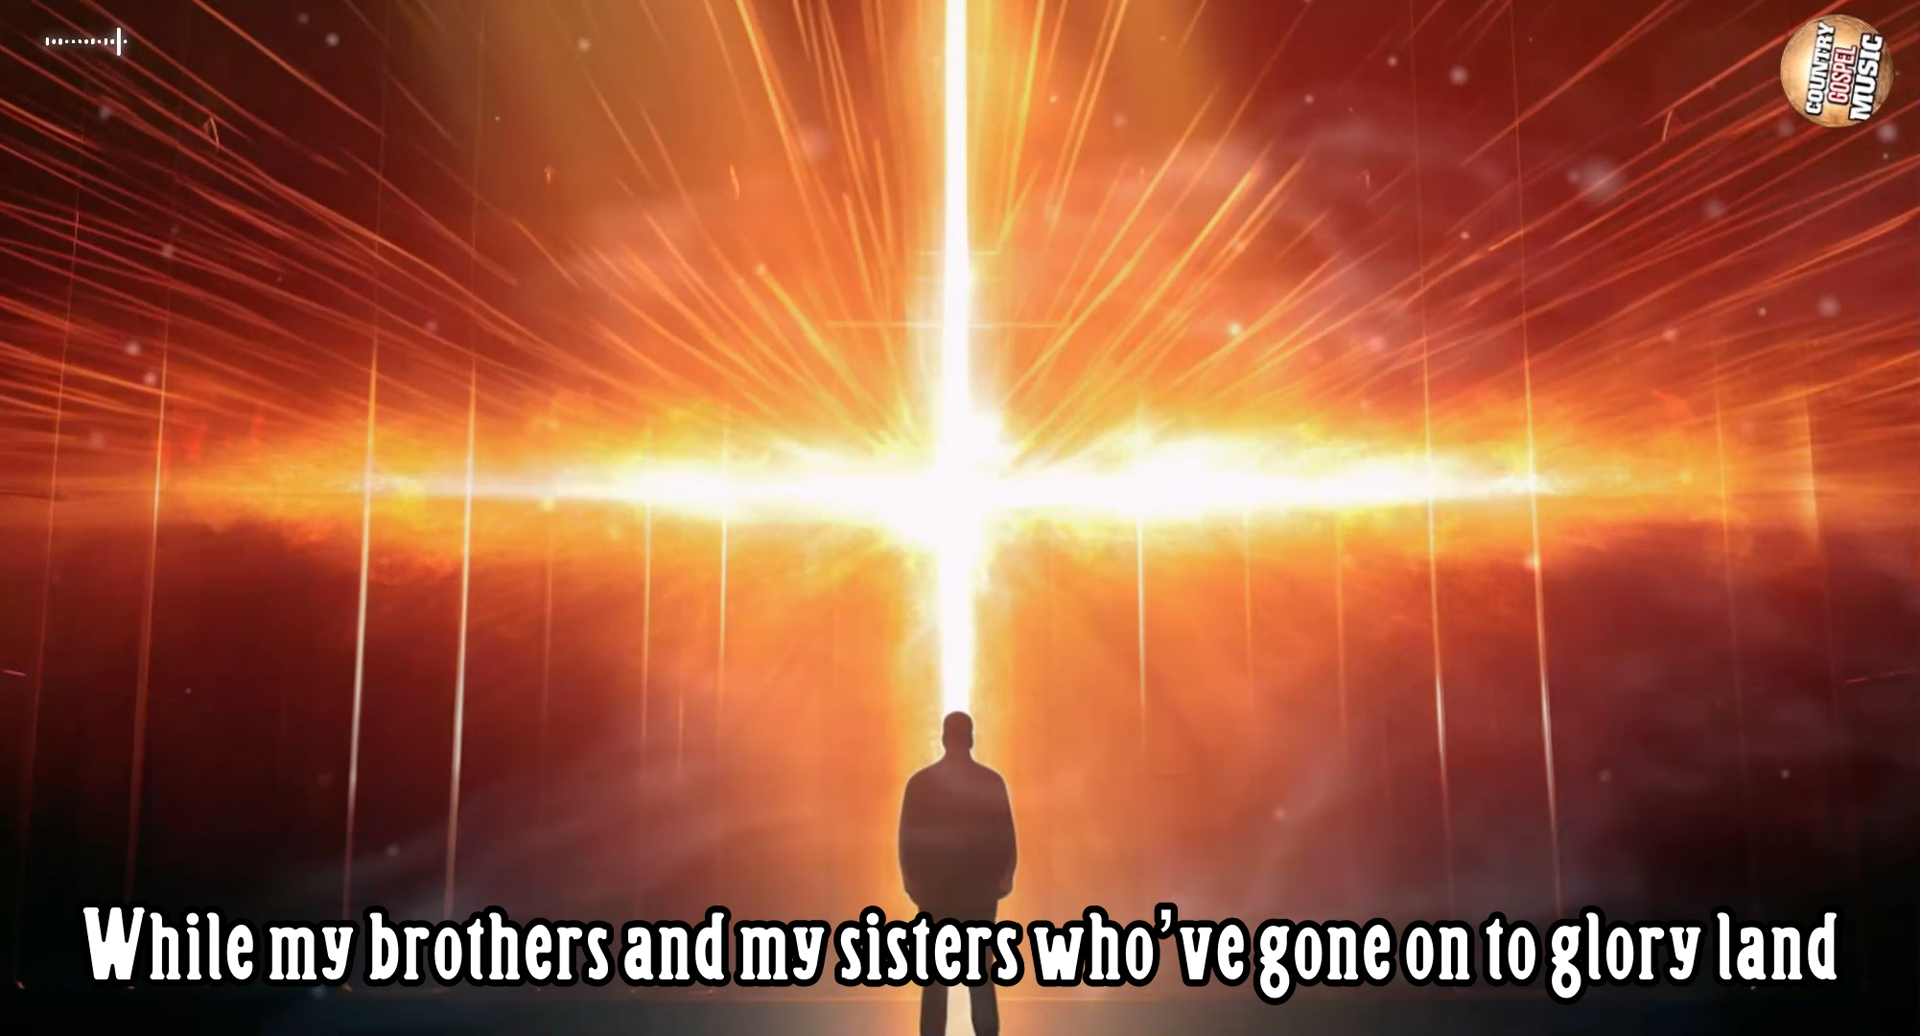 COUNTRY
GOSPEL
MUSIC
While my brothers and my sisters who've gone on to glory land